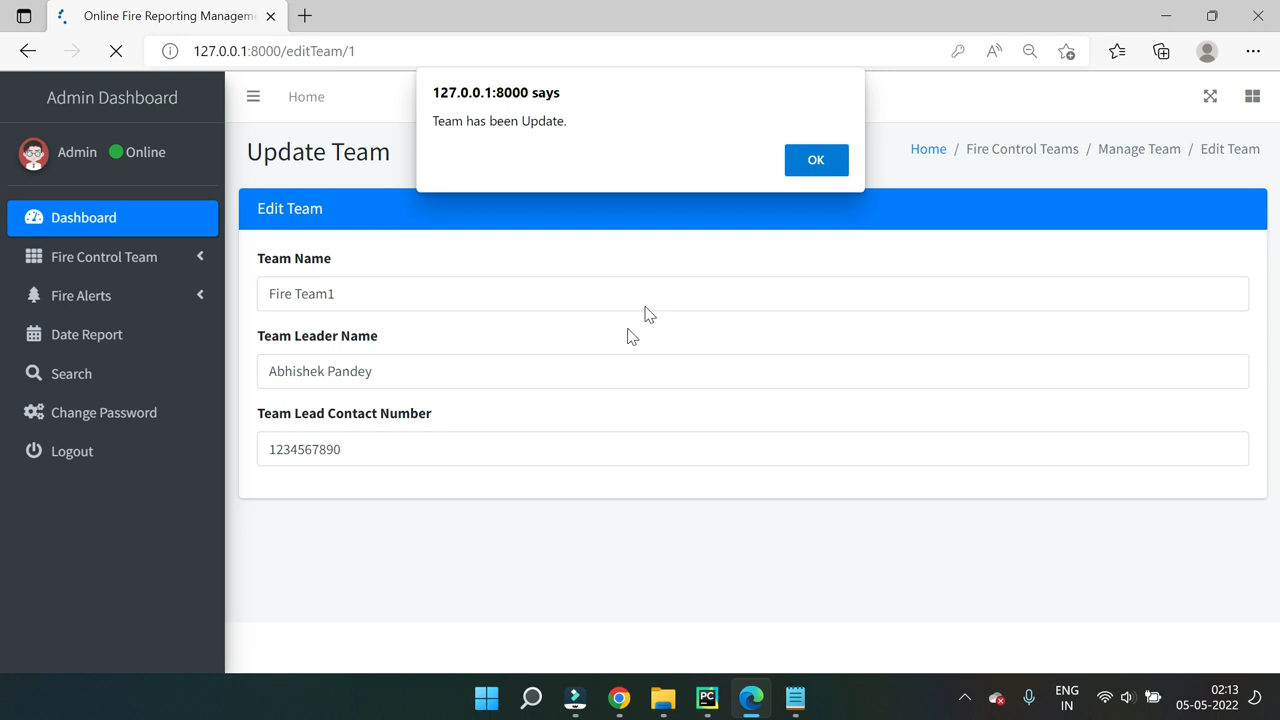 Online Fire Reporting Managem
127.0.0.1:8000/editTeam/1
Admin Dashboard
Home
127.0.0.1:8000 says
Team has been Update.
OK
Admin Online
Update Team
Home / Fire Control Teams / Manage Team / Edit Team
Dashboard
Fire Control Team
Fire Alerts
Date Report
Search
Change Password
Logout
Edit Team
Team Name
Fire Team1
Team Leader Name
Abhishek Pandey
Team Lead Contact Number
1234567890
PC
ENG
IN
02:13
05-05-2022